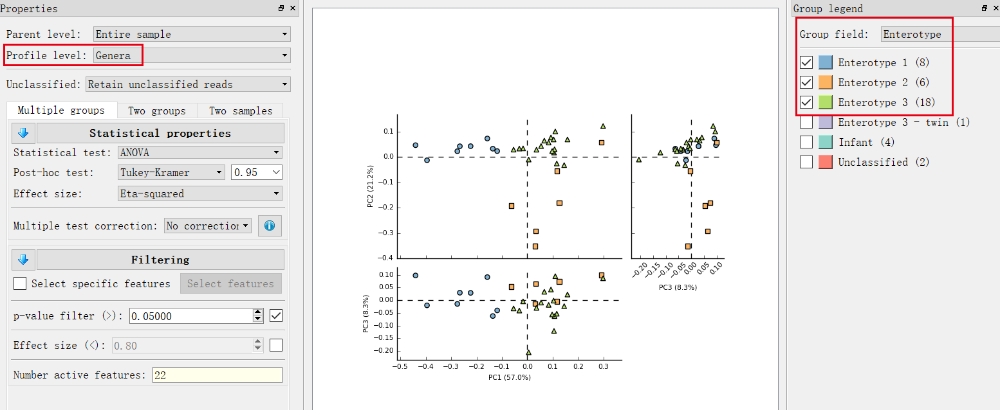 Properties
Parent level: Entire sample
Profile level: Genera
Unclassified: Retain unclassified reads
Multiple groups Two groups Two samples
Statistical properties
Statistical test: ANOVA
Post-hoc test: Tukey-Kramer 0.95
Effect size: Eta-squared
Multiple test correction: No correction
Filtering
Select specific features Select features
p-value filter (>): 0.05000
Effect size (<): 0.80
Number active features: 22
PC2 (21.2%)
0.1
0.0
−0.1
−0.2
−0.3
−0.4
−0.20 −0.15 −0.10 −0.05 0.00 0.05 0.10
PC3 (8.3%)
PC3 (8.3%)
0.10
0.05
0.00
−0.05
−0.10
−0.15
−0.20
−0.5 −0.4 −0.3 −0.2 −0.1 0.0 0.1 0.2 0.3
PC1 (57.0%)
Group legend
Group field: Enterotype
Enterotype 1 (8)
Enterotype 2 (6)
Enterotype 3 (18)
Enterotype 3 - twin (1)
Infant (4)
Unclassified (2)